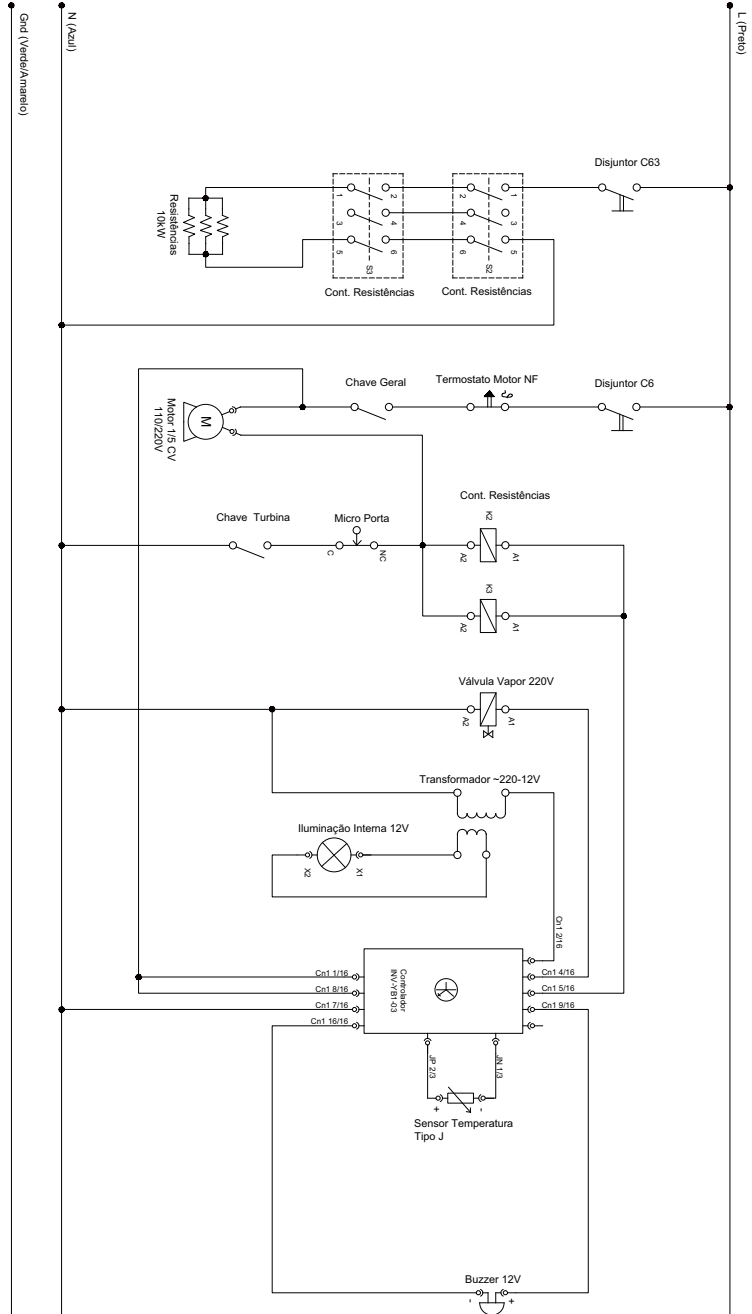 L (Preto)
N (Azul)
Gnd (Verde/Amarelo)
Disjuntor C63
1
2
2
1
3
4
4
3
5
6
6
5
S3
S2
Cont. Resistências
Cont. Resistências
Resistências
10kW
Chave Geral
Termostato Motor NF
Disjuntor C6
M
Motor 1/5 CV
110/220V
Cont. Resistências
K2
A2
A1
Chave Turbina
Micro Porta
C
NC
K3
A2
A1
Válvula Vapor 220V
A2
A1
Transformador ~220-12V
Iluminação Interna 12V
X2
X1
Cn1 2/16
Cn1 1/16
Cn1 8/16
Cn1 7/16
Cn1 16/16
Controlador
INV-YB1-03
Cn1 4/16
Cn1 5/16
Cn1 9/16
JP 2/3
JN 1/3
+
-
Sensor Temperatura
Tipo J
Buzzer 12V
-
+